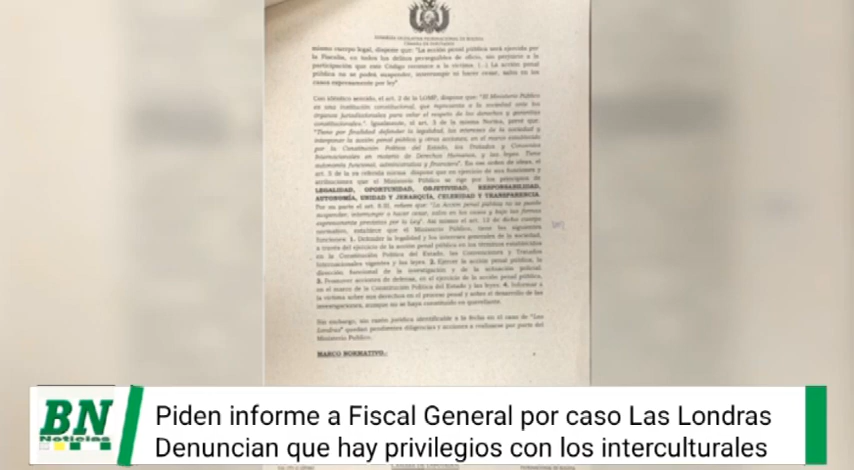 ASAMBLEA LEGISLATIVA PLURINACIONAL DE BOLIVIA
CÁMARA DE DIPUTADOS
mismo cuerpo legal, dispone que: "La acción penal pública será ejercida por
la Fiscalía, en todos los delitos perseguibles de oficio, sin perjuicio a la
participación que este Código reconoce a la víctima. (...) La acción penal
pública no se podrá suspender, interrumpir ni hacer cesar, salvo en los
casos expresamente por ley"
Con idéntico sentido, el art. 2 de la LOMP, dispone que: "El Ministerio Público
es una institución constitucional, que representa a la sociedad ante los
órganos jurisdiccionales para velar el respeto de los derechos y garantías
constitucionales". Igualmente, el art. 3 de la misma Norma, prevé que:
"Tiene por finalidad defender la legalidad, los intereses de la sociedad y
interponer la acción penal pública y otras acciones, en el marco establecido
por la Constitución Política del Estado, los Tratados y Convenios
Internacionales en materia de Derechos Humanos, y las leyes. Tiene
autonomía funcional, administrativa y financiera". En ese orden de ideas, el
art. 5 de la referida norma dispone que en ejercicio de sus funciones y
atribuciones que el Ministerio Público se rige por los principios de
LEGALIDAD, OPORTUNIDAD, OBJETIVIDAD, RESPONSABILIDAD,
AUTONOMÍA, UNIDAD Y JERARQUÍA, CELERIDAD Y TRANSPARENCIA.
Por su parte el art. 8.II. refiere que: "La Acción penal pública no se puede
suspender, interrumpir o hacer cesar, salvo en los casos y bajo las formas
expresamente previstas por la Ley". Así mismo el art. 12 de dicho cuerpo
normativo, establece que el Ministerio Público, tiene las siguientes
funciones: 1. Defender la legalidad y los intereses generales de la sociedad,
a través del ejercicio de la acción penal pública en los términos establecidos
en la Constitución Política del Estado, las Convenciones y Tratados
Internacionales vigentes y las leyes. 2. Ejercer la acción penal pública, la
dirección funcional de la investigación y de la actuación policial.
3. Promover acciones de defensa, en el ejercicio de la acción penal pública,
en el marco de la Constitución Política del Estado y las leyes. 4. Informar a
la víctima sobre sus derechos en el proceso penal y sobre el desarrollo de las
investigaciones, aunque no se haya constituido en querellante.
Sin embargo, sin razón jurídica identificable a la fecha en el caso de "Las
Londras" quedan pendientes diligencias y acciones a realizarse por parte del
Ministerio Publico.
MARCO NORMATIVO.-
BN
Noticias
Piden informe a Fiscal General por caso Las Londras
Denuncian que hay privilegios con los interculturales